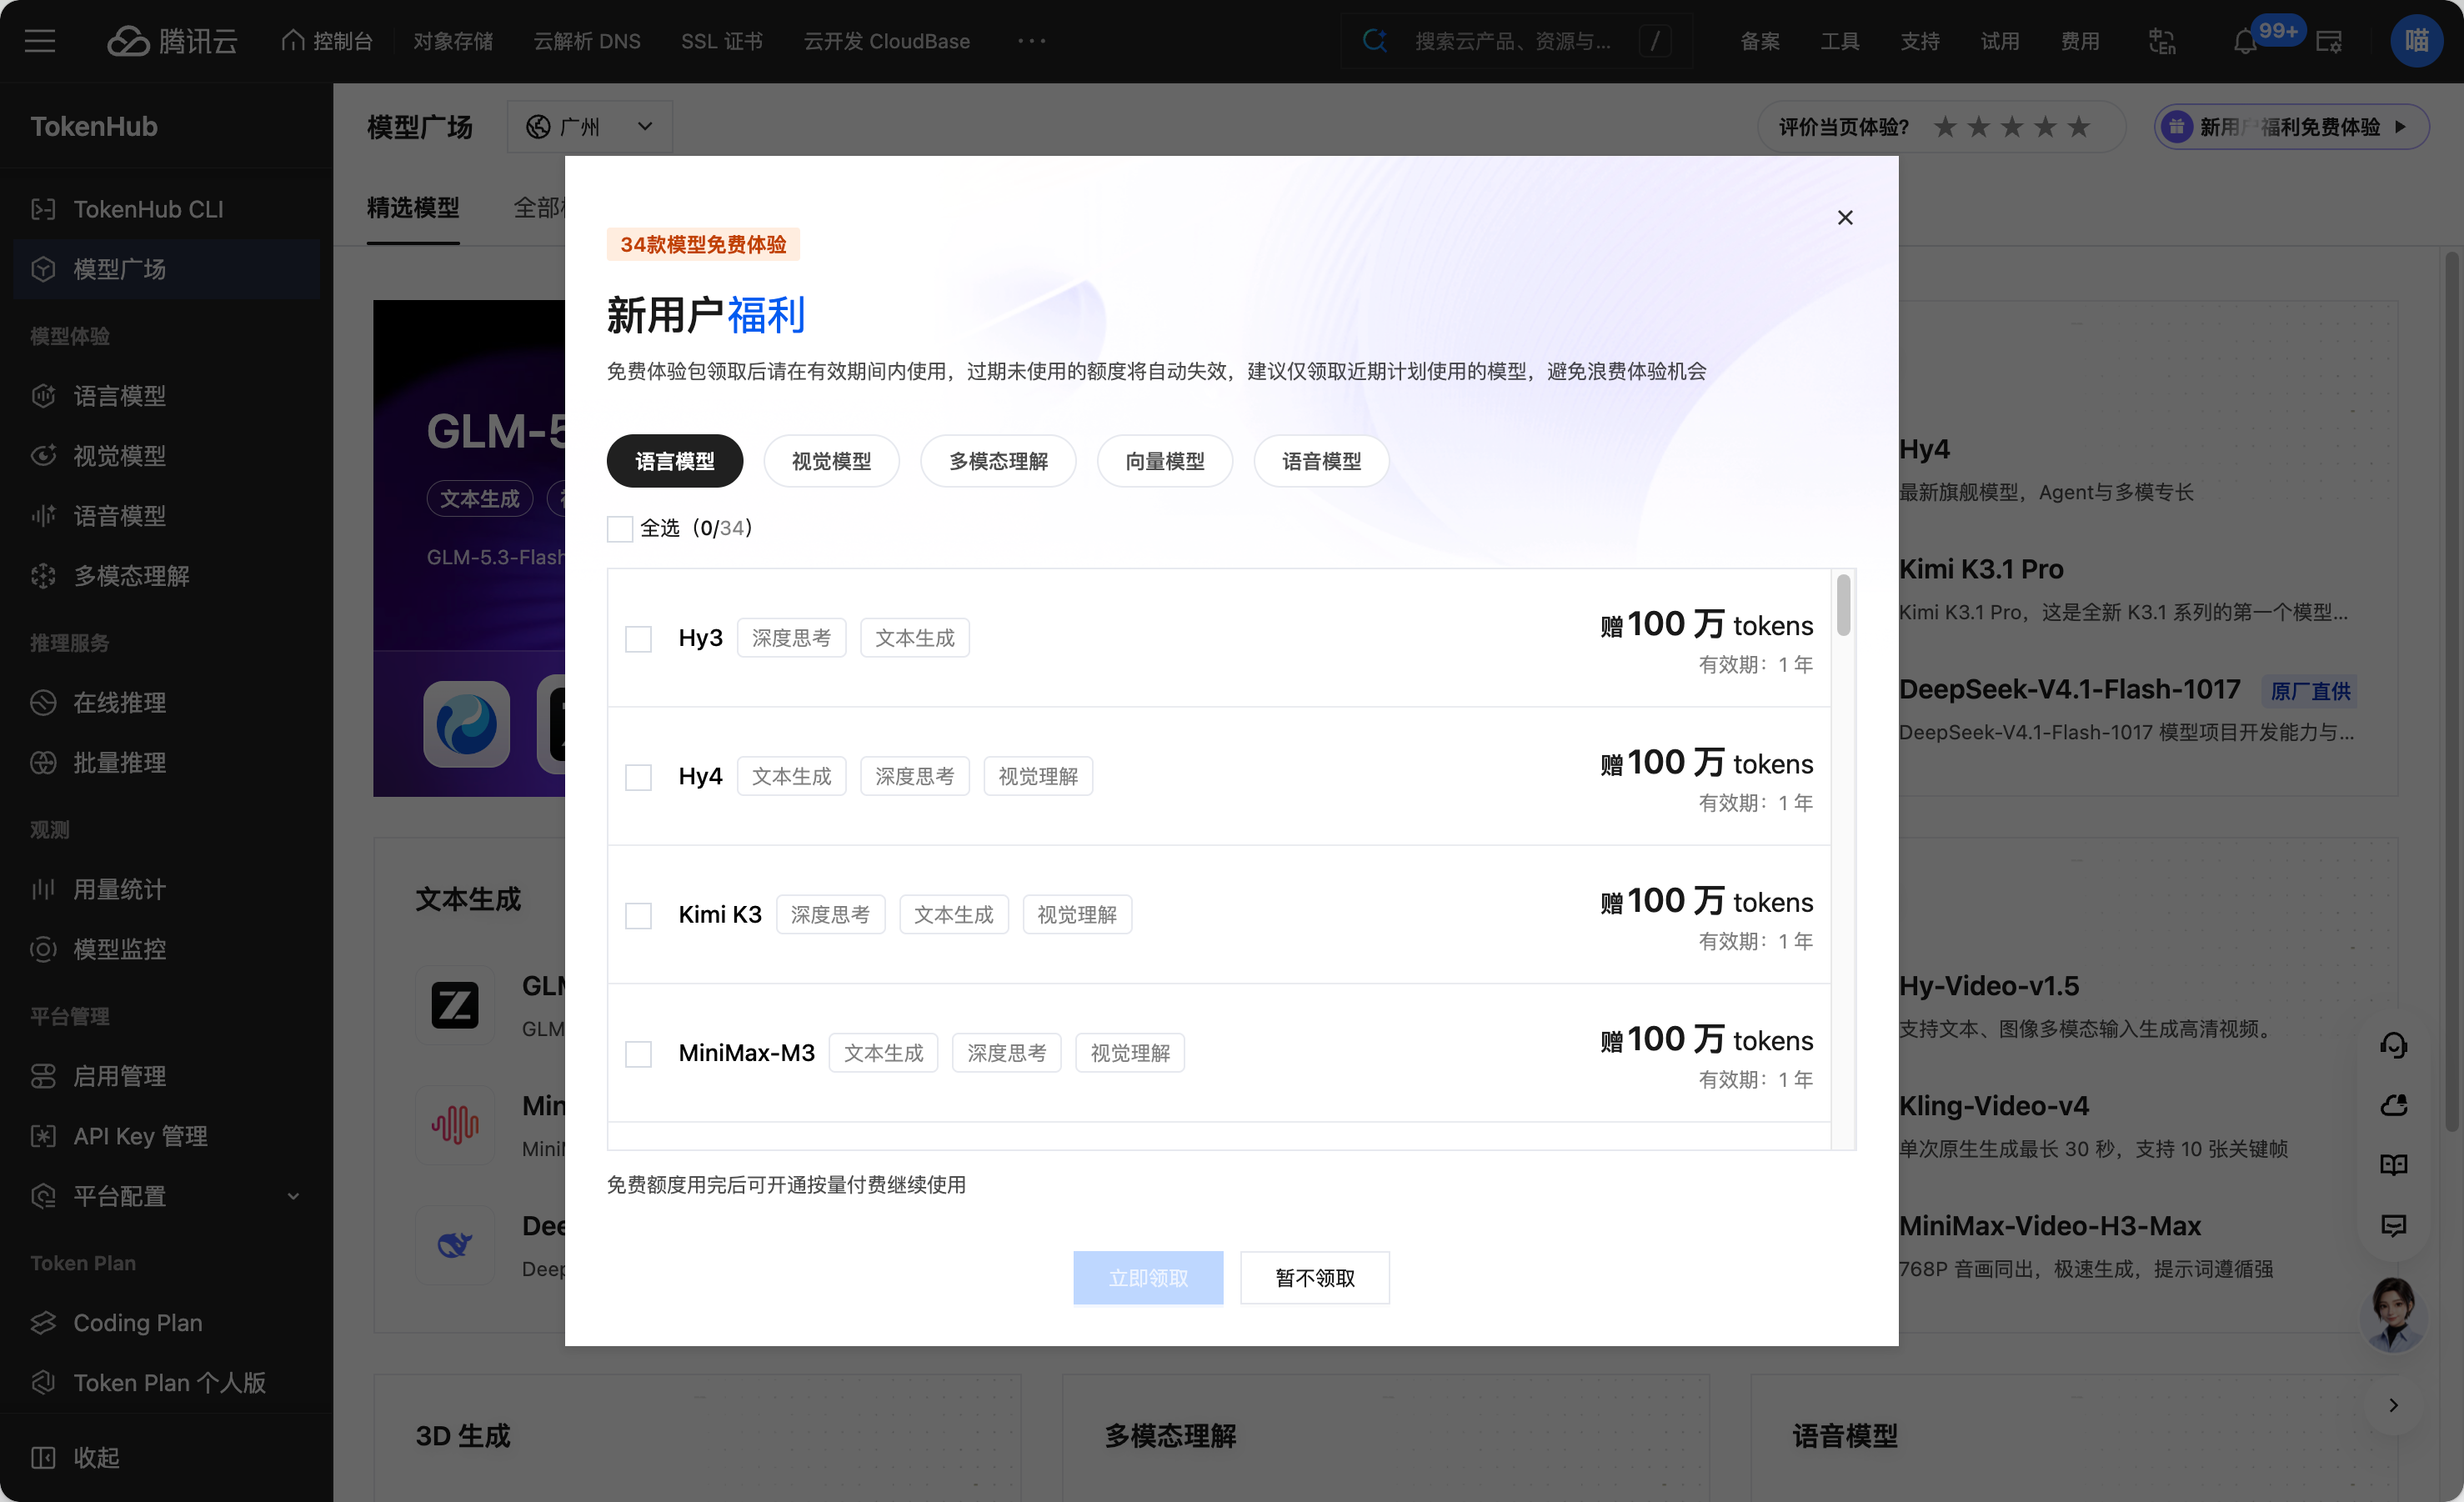 腾讯云
控制台
对象存储
云解析 DNS
SSL 证书
云开发 CloudBase
搜索云产品、资源与...
/
备案
工具
支持
试用
费用
99+
喵
TokenHub
TokenHub CLI
模型广场
模型体验
语言模型
视觉模型
语音模型
多模态理解
推理服务
在线推理
批量推理
观测
用量统计
模型监控
平台管理
启用管理
API Key 管理
平台配置
Token Plan
Coding Plan
Token Plan 个人版
收起
模型广场
广州
评价当页体验?
新用户福利免费体验
精选模型
全部
34款模型免费体验
新用户福利
免费体验包领取后请在有效期间内使用，过期未使用的额度将自动失效，建议仅领取近期计划使用的模型，避免浪费体验机会
语言模型
视觉模型
多模态理解
向量模型
语音模型
全选（0/34）
Hy3 深度思考 文本生成
赠100 万 tokens
有效期：1 年
Hy4 文本生成 深度思考 视觉理解
赠100 万 tokens
有效期：1 年
Kimi K3 深度思考 文本生成 视觉理解
赠100 万 tokens
有效期：1 年
MiniMax-M3 文本生成 深度思考 视觉理解
赠100 万 tokens
有效期：1 年
免费额度用完后可开通按量付费继续使用
立即领取
暂不领取
GLM-5
文本生成
GLM-5.3-Flash
文本生成
GLM
GLM
Min
Mini
Dee
Deep
Hy4
最新旗舰模型，Agent与多模专长
Kimi K3.1 Pro
Kimi K3.1 Pro，这是全新 K3.1 系列的第一个模型...
DeepSeek-V4.1-Flash-1017 原厂直供
DeepSeek-V4.1-Flash-1017 模型项目开发能力与...
Hy-Video-v1.5
支持文本、图像多模态输入生成高清视频。
Kling-Video-v4
单次原生生成最长 30 秒，支持 10 张关键帧
MiniMax-Video-H3-Max
768P 音画同出，极速生成，提示词遵循强
3D 生成
多模态理解
语音模型